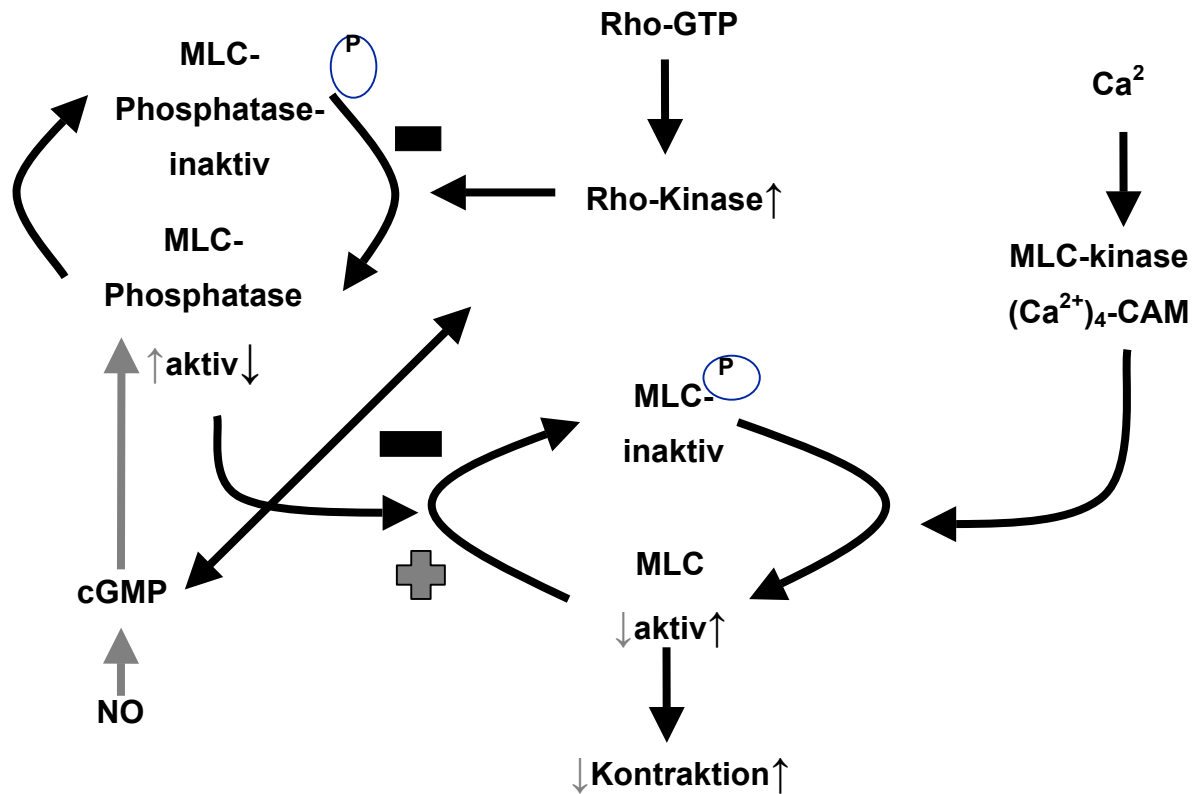 MLC-
Phosphatase-
inaktiv
P
MLC-
Phosphatase
↑aktiv↓
cGMP
NO
Rho-GTP
Rho-Kinase↑
Ca²
MLC-kinase
(Ca²⁺)₄-CAM
P
MLC-
inaktiv
MLC
↓aktiv↑
↓Kontraktion↑